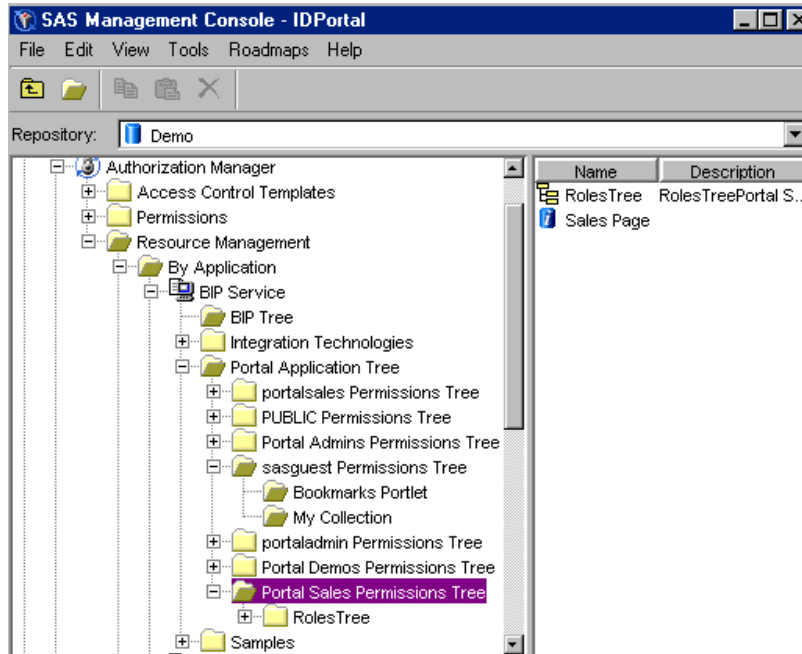 SAS Management Console - IDPortal
File Edit View Tools Roadmaps Help
Repository: Demo
Authorization Manager
Access Control Templates
Permissions
Resource Management
By Application
BIP Service
BIP Tree
Integration Technologies
Portal Application Tree
portalsales Permissions Tree
PUBLIC Permissions Tree
Portal Admins Permissions Tree
sasguest Permissions Tree
Bookmarks Portlet
My Collection
portaladmin Permissions Tree
Portal Demos Permissions Tree
Portal Sales Permissions Tree
RolesTree
Samples
Name Description
RolesTree RolesTreePortal S...
Sales Page